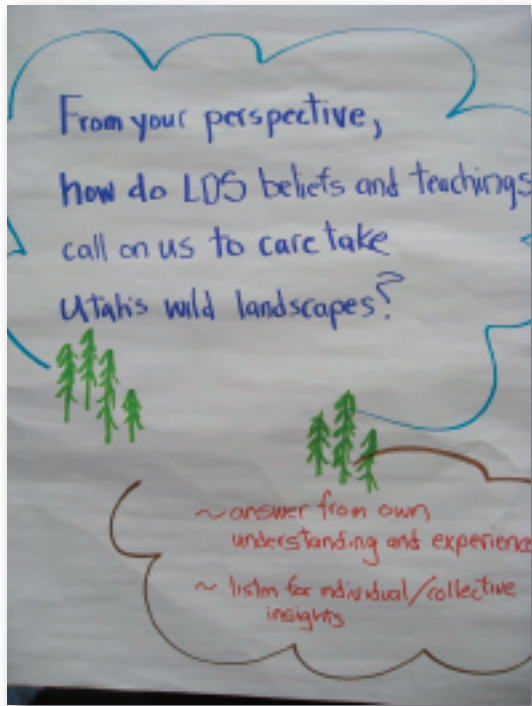 From your perspective,
how do LDS beliefs and teachings
call on us to care take
Utah's wild landscapes?
~ answer from own
understanding and experience
~ listen for individual/collective
insights